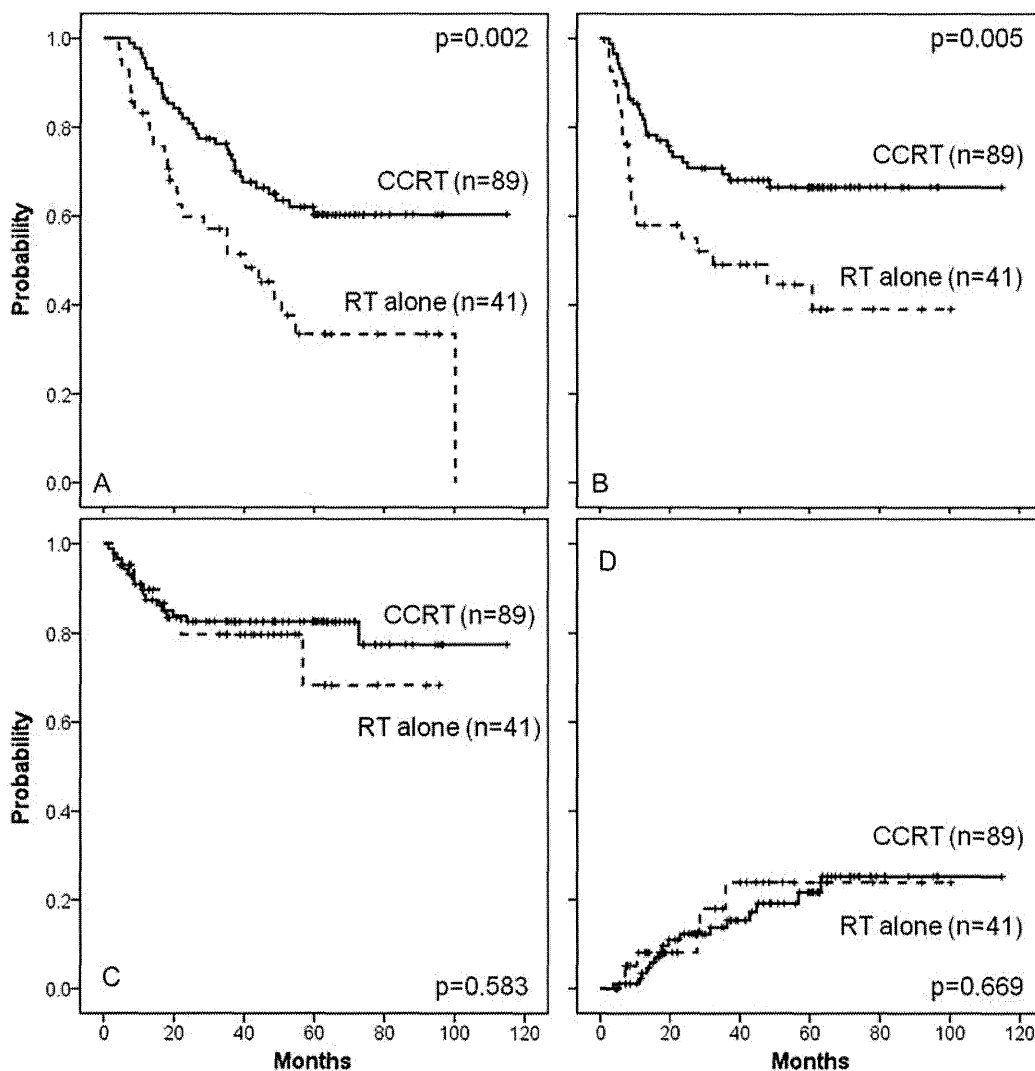 p=0.002
p=0.005
1.0
0.8
0.6
0.4
0.2
0.0
Probability
CCRT (n=89)
RT alone (n=41)
A
CCRT (n=89)
RT alone (n=41)
B
1.0
0.8
0.6
0.4
0.2
0.0
Probability
CCRT (n=89)
RT alone (n=41)
C
p=0.583
D
CCRT (n=89)
RT alone (n=41)
p=0.669
0 20 40 60 80 100 120
Months
0 20 40 60 80 100 120
Months